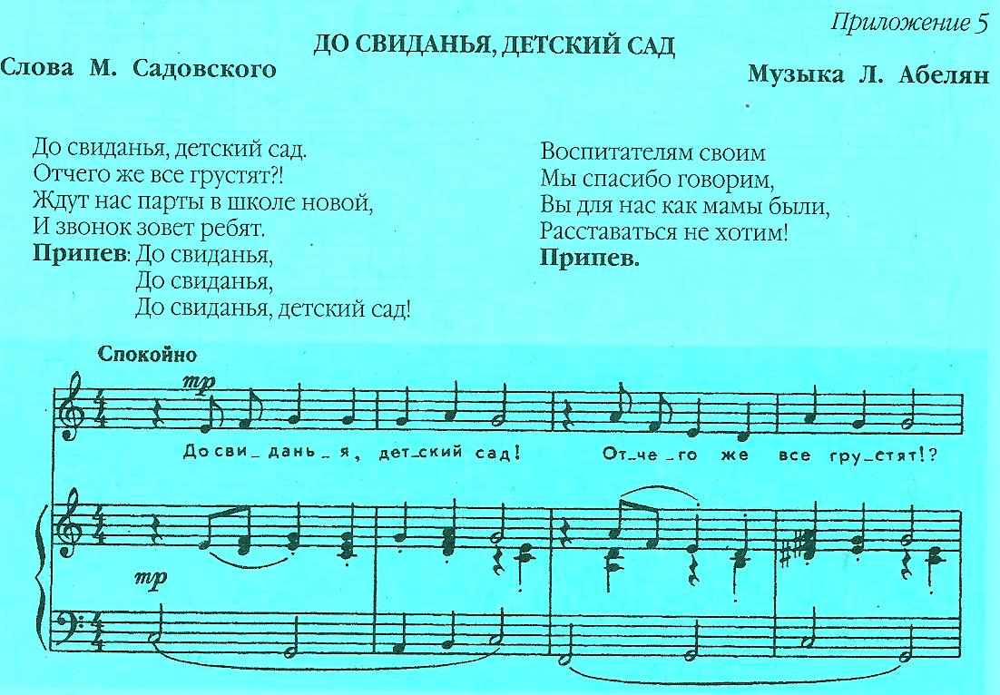 Приложение 5
ДО СВИДАНЬЯ, ДЕТСКИЙ САД
Слова М. Садовского
Музыка Л. Абелян
До свиданья, детский сад.
Отчего же все грустят?!
Ждут нас парты в школе новой,
И звонок зовет ребят.
Припев: До свиданья,
До свиданья,
До свиданья, детский сад!
Воспитателям своим
Мы спасибо говорим,
Вы для нас как мамы были,
Расставаться не хотим!
Припев.
Спокойно
mp
До сви_ дань_ я, дет_ский сад! От_че_го же все гру_стят!?
mp